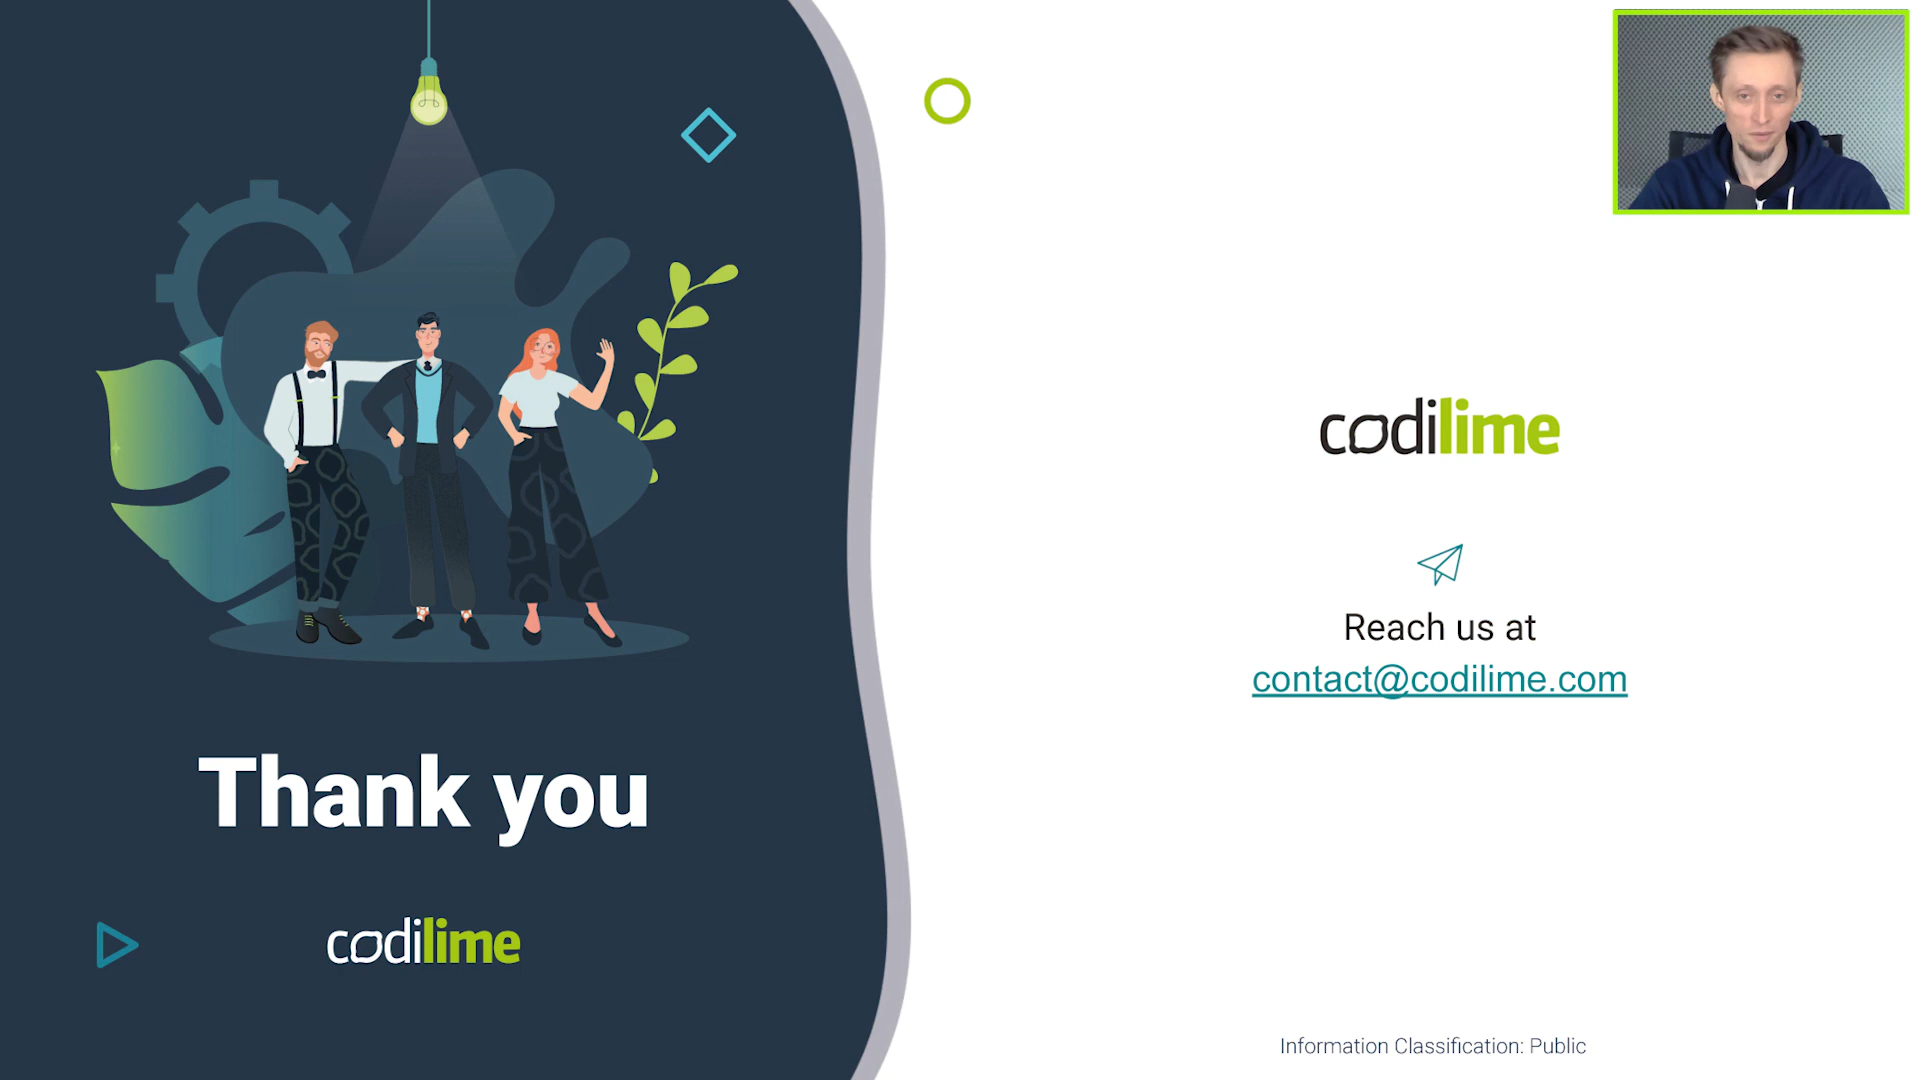 Thank you
codilime
codilime
Reach us at
contact@codilime.com
Information Classification: Public